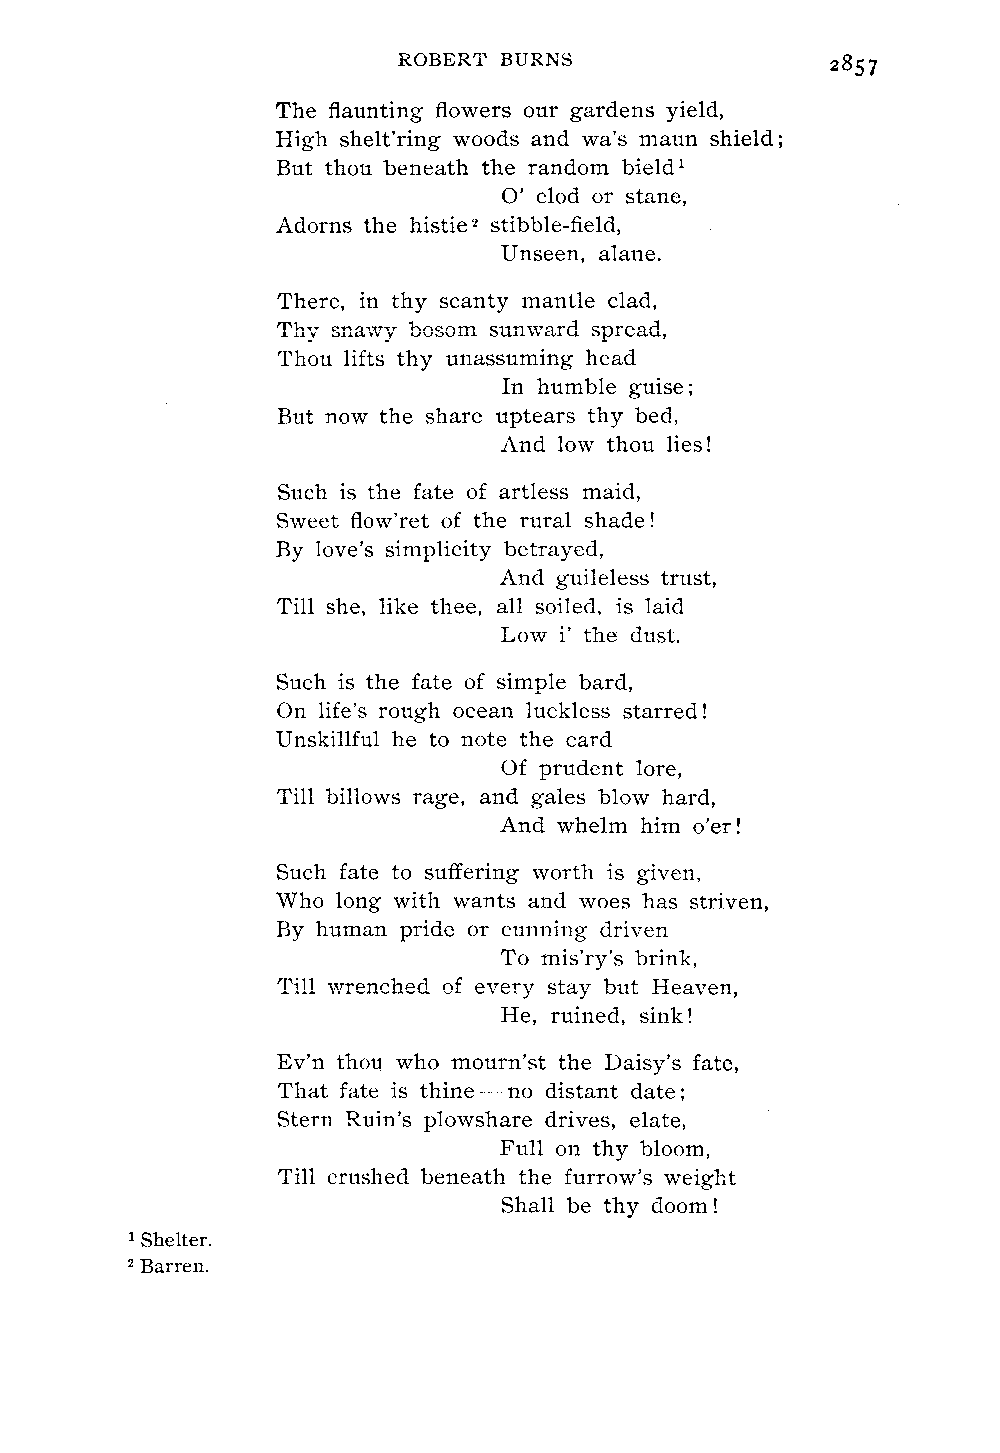 ROBERT BURNS 2857
The flaunting flowers our gardens yield,
High shelt'ring woods and wa's maun shield;
But thou beneath the random bield¹
O' clod or stane,
Adorns the histie² stibble-field,
Unseen, alane.
There, in thy scanty mantle clad,
Thy snawy bosom sunward spread,
Thou lifts thy unassuming head
In humble guise;
But now the share uptears thy bed,
And low thou lies!
Such is the fate of artless maid,
Sweet flow'ret of the rural shade!
By love's simplicity betrayed,
And guileless trust,
Till she, like thee, all soiled, is laid
Low i' the dust.
Such is the fate of simple bard,
On life's rough ocean luckless starred!
Unskillful he to note the card
Of prudent lore,
Till billows rage, and gales blow hard,
And whelm him o'er!
Such fate to suffering worth is given,
Who long with wants and woes has striven,
By human pride or cunning driven
To mis'ry's brink,
Till wrenched of every stay but Heaven,
He, ruined, sink!
Ev'n thou who mourn'st the Daisy's fate,
That fate is thine—no distant date;
Stern Ruin's plowshare drives, elate,
Full on thy bloom,
Till crushed beneath the furrow's weight
Shall be thy doom!
¹ Shelter.
² Barren.